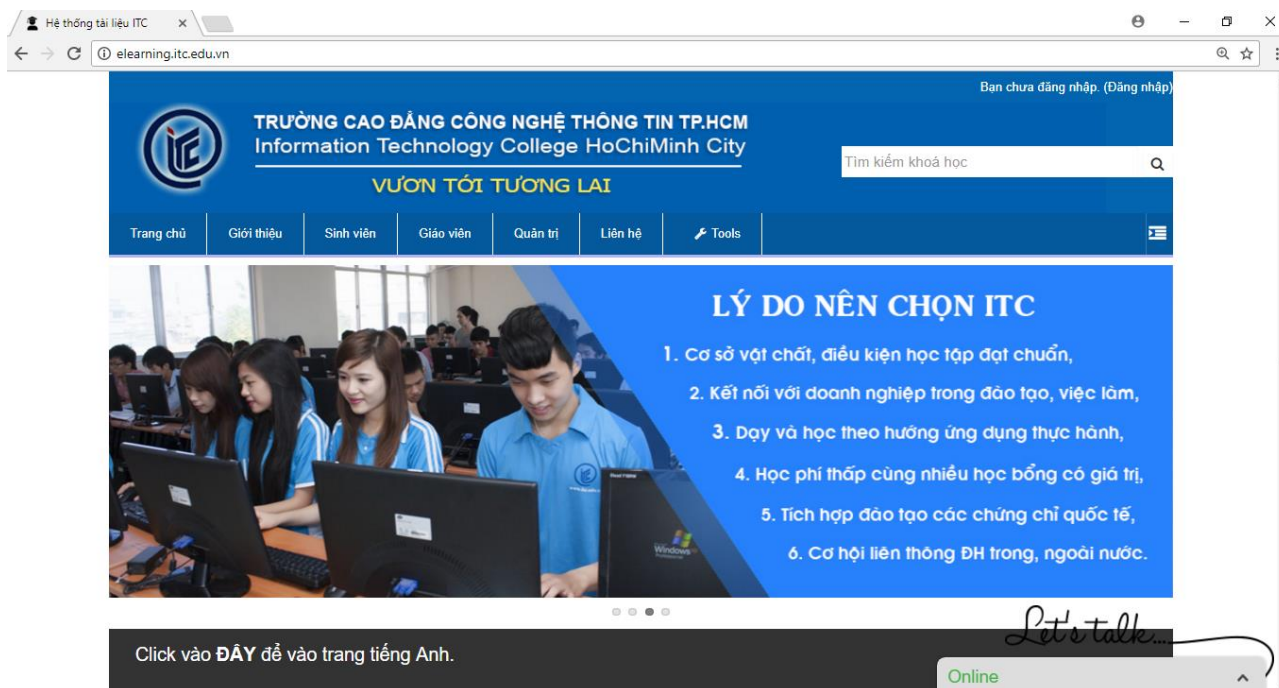 Hệ thống tài liệu ITC
elearning.itc.edu.vn
Bạn chưa đăng nhập. (Đăng nhập)
ITC
TRƯỜNG CAO ĐẲNG CÔNG NGHỆ THÔNG TIN TP.HCM
Information Technology College HoChiMinh City
VƯƠN TỚI TƯƠNG LAI
Tìm kiếm khoá học
Trang chủ Giới thiệu Sinh viên Giáo viên Quản trị Liên hệ Tools
LÝ DO NÊN CHỌN ITC
1. Cơ sở vật chất, điều kiện học tập đạt chuẩn,
2. Kết nối với doanh nghiệp trong đào tạo, việc làm,
3. Dạy và học theo hướng ứng dụng thực hành,
4. Học phí thấp cùng nhiều học bổng có giá trị,
5. Tích hợp đào tạo các chứng chỉ quốc tế,
6. Cơ hội liên thông ĐH trong, ngoài nước.
Windows
Let's talk....
Click vào ĐÂY để vào trang tiếng Anh.
Online